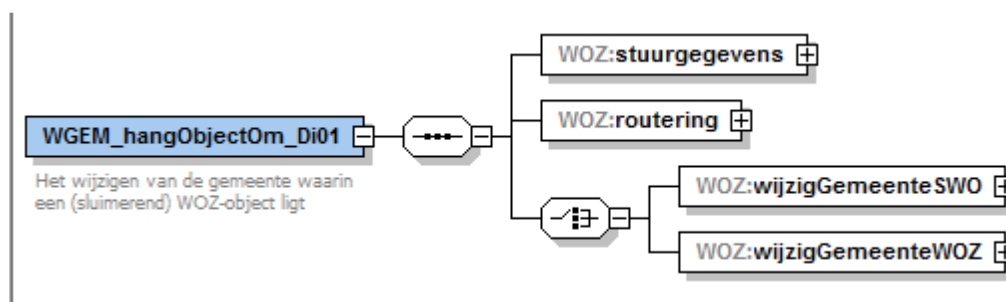 WOZ:stuurgegevens
WOZ:routering
WGEM_hangObjectOm_Di01
Het wijzigen van de gemeente waarin
een (sluimerend) WOZ-object ligt
WOZ:wijzigGemeenteSWO
WOZ:wijzigGemeenteWOZ